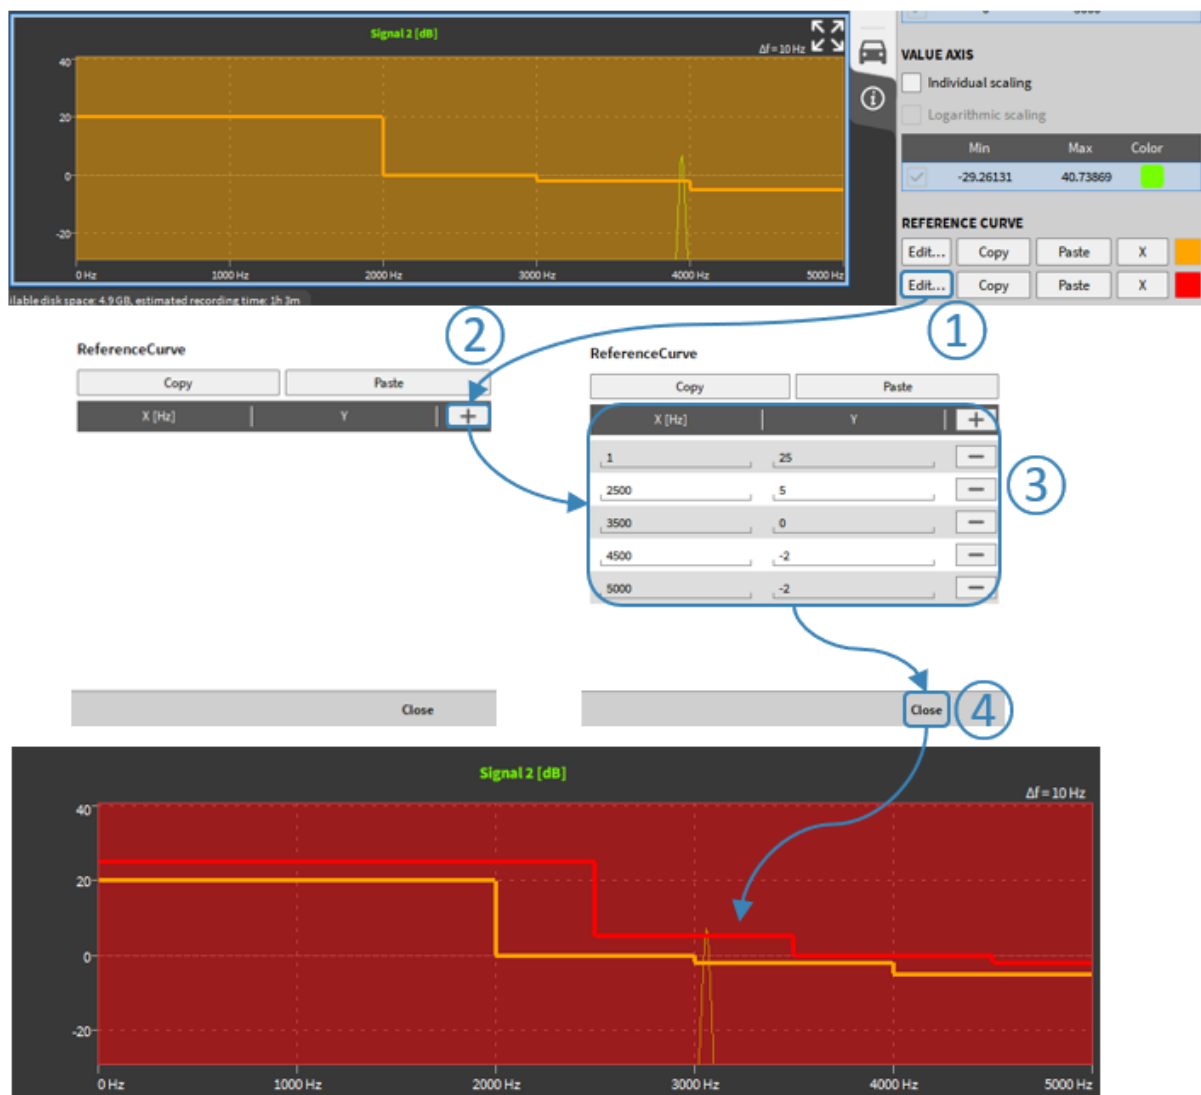 Signal 2 [dB]
Δf = 10 Hz
40
20
0
-20
0 Hz
1000 Hz
2000 Hz
3000 Hz
4000 Hz
5000 Hz
ilable disk space: 4.9 GB, estimated recording time: 1h 3m
VALUE AXIS
Individual scaling
Logarithmic scaling
Min Max Color
-29.26131 40.73869
REFERENCE CURVE
Edit... Copy Paste X
Edit... Copy Paste X
1
2
ReferenceCurve
Copy Paste
X [Hz] Y +
Close
ReferenceCurve
Copy Paste
X [Hz] Y +
1 25 −
2500 5 −
3500 0 −
4500 -2 −
5000 -2 −
3
Close
4
Signal 2 [dB]
Δf = 10 Hz
40
20
0
-20
0 Hz
1000 Hz
2000 Hz
3000 Hz
4000 Hz
5000 Hz